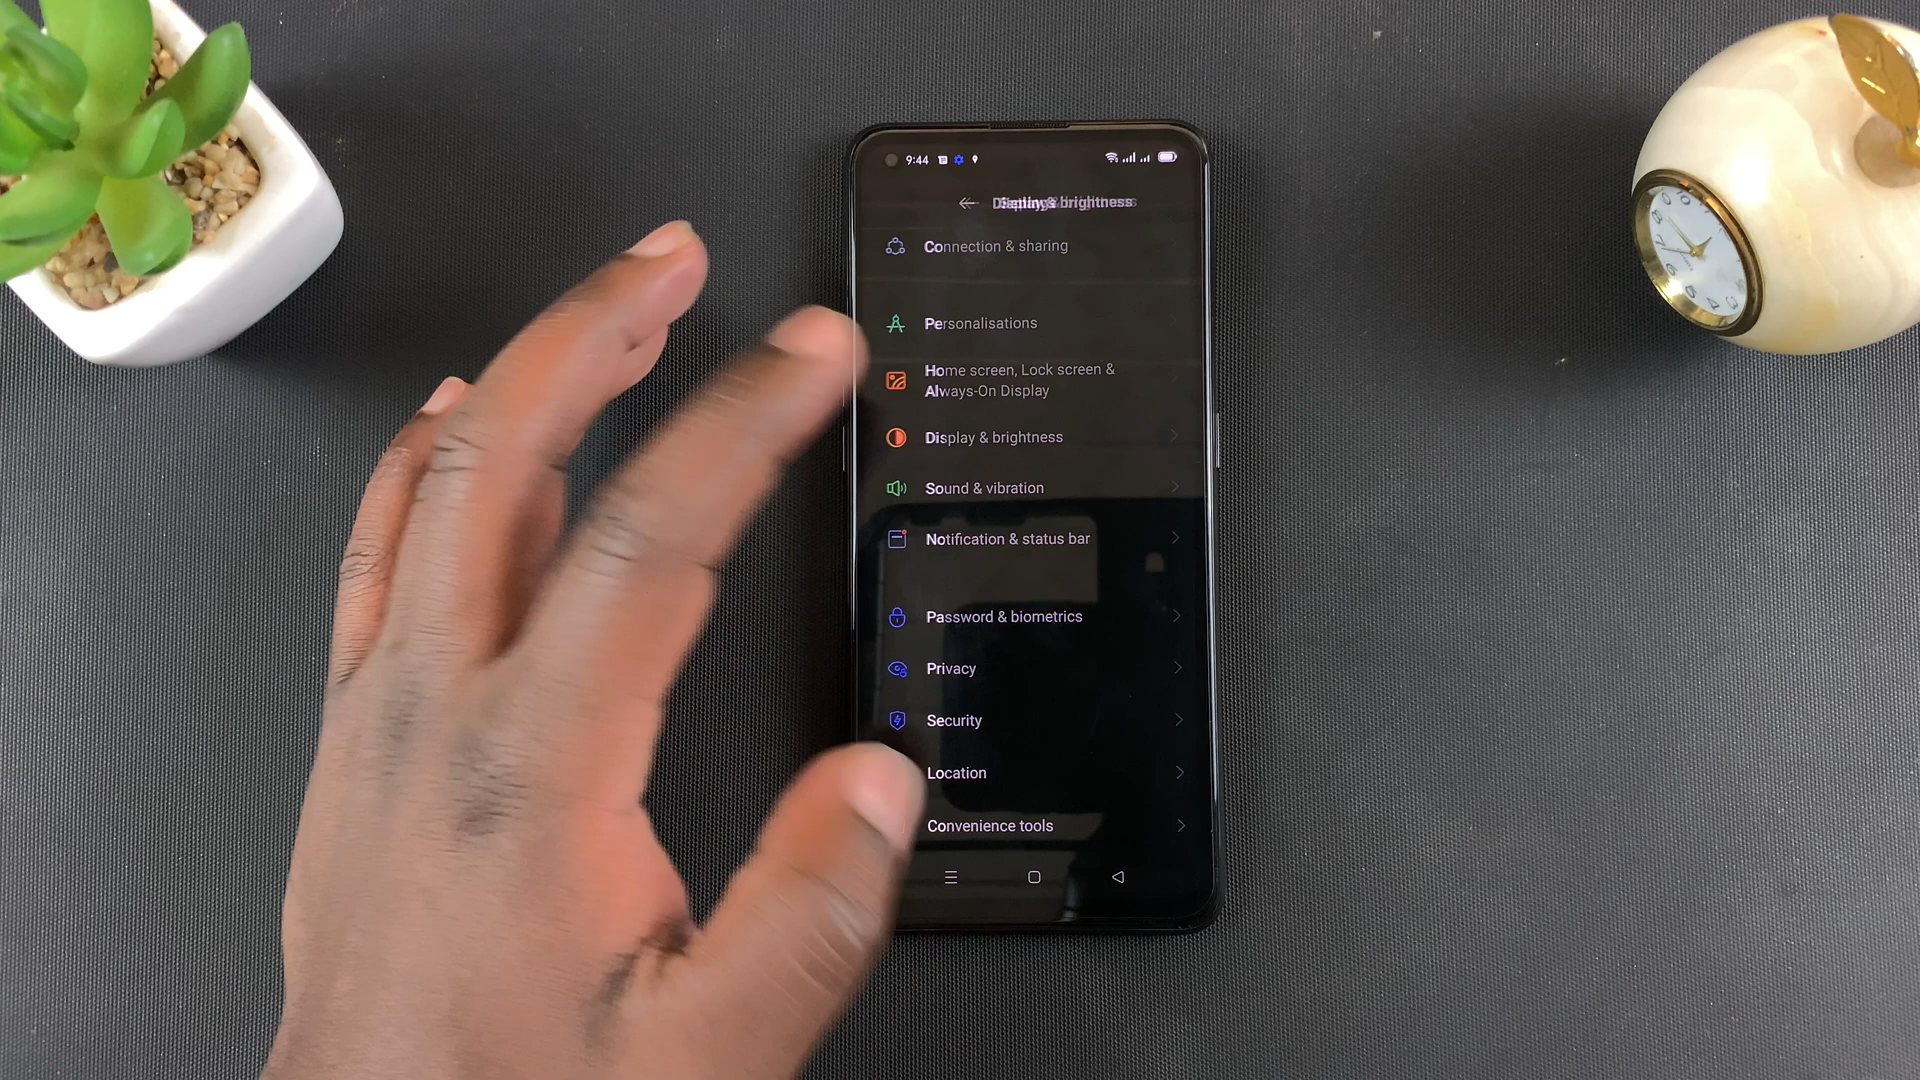 9:44
Display & brightness
Connection & sharing
Personalisations
Home screen, Lock screen &
Always-On Display
Display & brightness
Sound & vibration
Notification & status bar
Password & biometrics
Privacy
Security
Location
Convenience tools